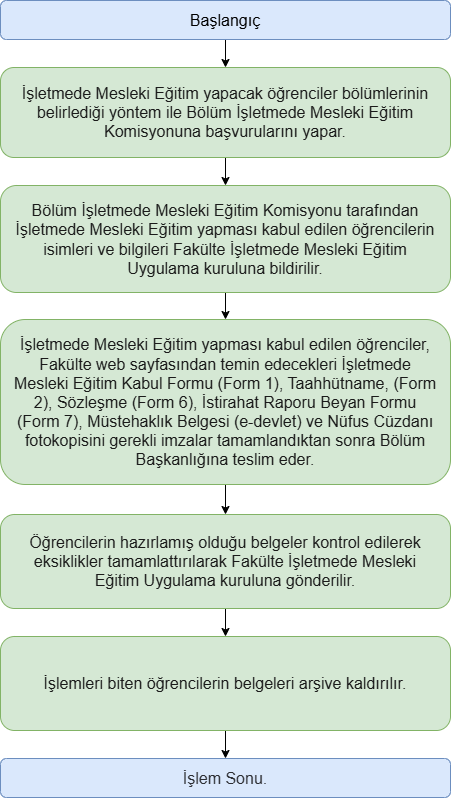 Başlangıç
İşletmede Mesleki Eğitim yapacak öğrenciler bölümlerinin
belirlediği yöntem ile Bölüm İşletmede Mesleki Eğitim
Komisyonuna başvurularını yapar.
Bölüm İşletmede Mesleki Eğitim Komisyonu tarafından
İşletmede Mesleki Eğitim yapması kabul edilen öğrencilerin
isimleri ve bilgileri Fakülte İşletmede Mesleki Eğitim
Uygulama kuruluna bildirilir.
İşletmede Mesleki Eğitim yapması kabul edilen öğrenciler,
Fakülte web sayfasından temin edecekleri İşletmede
Mesleki Eğitim Kabul Formu (Form 1), Taahhütname, (Form
2), Sözleşme (Form 6), İstirahat Raporu Beyan Formu
(Form 7), Müstehaklık Belgesi (e-devlet) ve Nüfus Cüzdanı
fotokopisini gerekli imzalar tamamlandıktan sonra Bölüm
Başkanlığına teslim eder.
Öğrencilerin hazırlamış olduğu belgeler kontrol edilerek
eksiklikler tamamlattırılarak Fakülte İşletmede Mesleki
Eğitim Uygulama kuruluna gönderilir.
İşlemleri biten öğrencilerin belgeleri arşive kaldırılır.
İşlem Sonu.